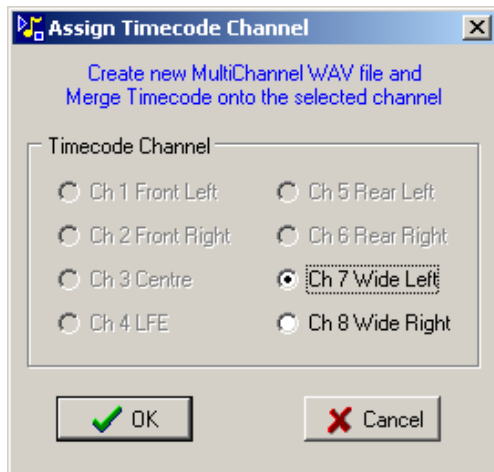 Assign Timecode Channel
Create new MultiChannel WAV file and
Merge Timecode onto the selected channel
Timecode Channel
Ch 1 Front Left
Ch 2 Front Right
Ch 3 Centre
Ch 4 LFE
Ch 5 Rear Left
Ch 6 Rear Right
Ch 7 Wide Left
Ch 8 Wide Right
OK
Cancel